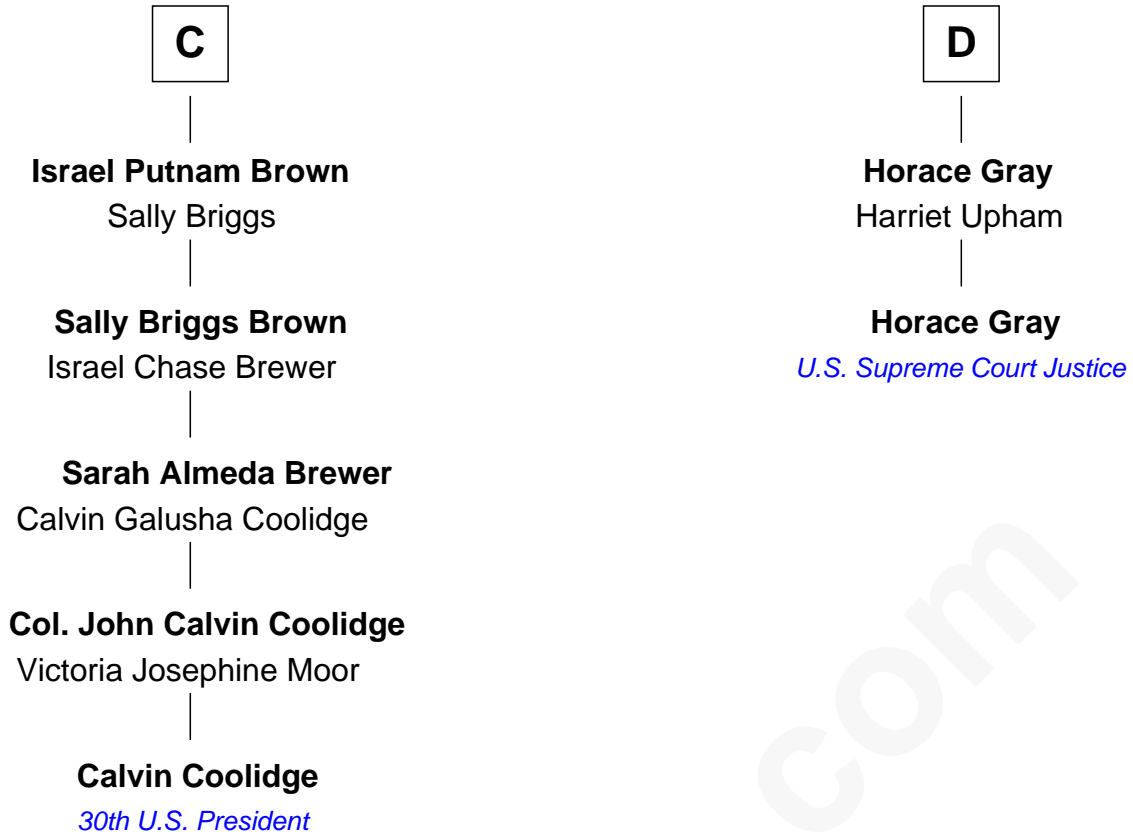 C
Israel Putnam Brown
Sally Briggs
Sally Briggs Brown
Israel Chase Brewer
Sarah Almeda Brewer
Calvin Galusha Coolidge
Col. John Calvin Coolidge
Victoria Josephine Moor
Calvin Coolidge
30th U.S. President
D
Horace Gray
Harriet Upham
Horace Gray
U.S. Supreme Court Justice
com